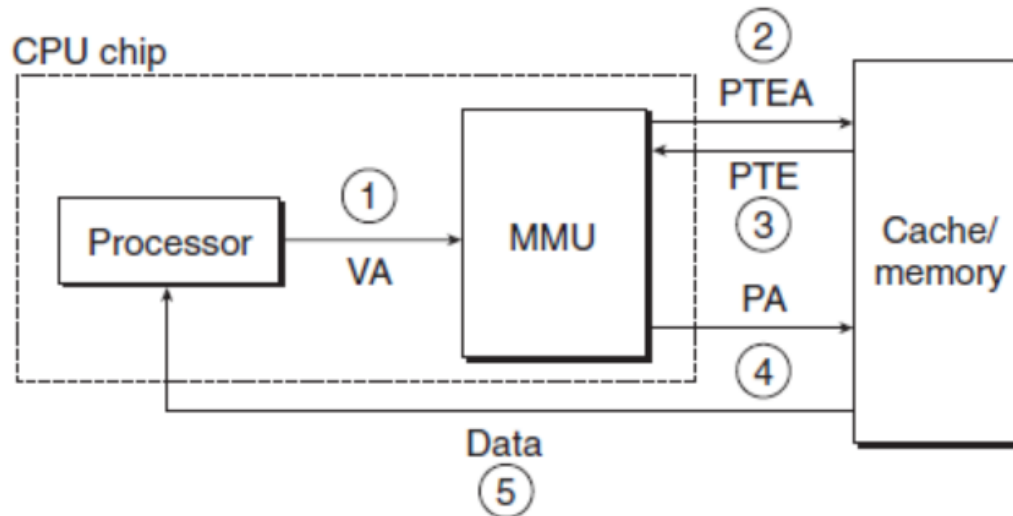 CPU chip
2
PTEA
1
PTE
Processor
MMU
3
Cache/
memory
VA
PA
4
Data
5